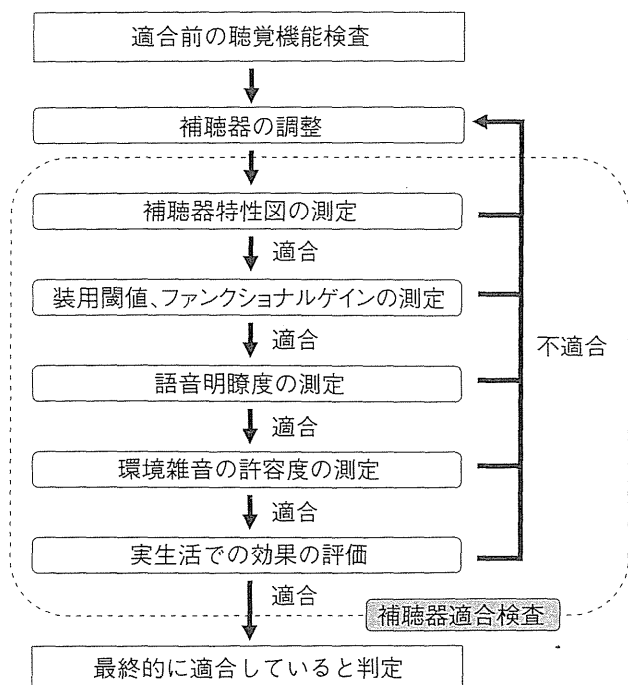 適合前の聴覚機能検査
補聴器の調整
補聴器特性図の測定
適合
装用閾値、ファンクショナルゲインの測定
適合
不適合
語音明瞭度の測定
適合
環境雑音の許容度の測定
適合
実生活での効果の評価
適合
補聴器適合検査
最終的に適合していると判定